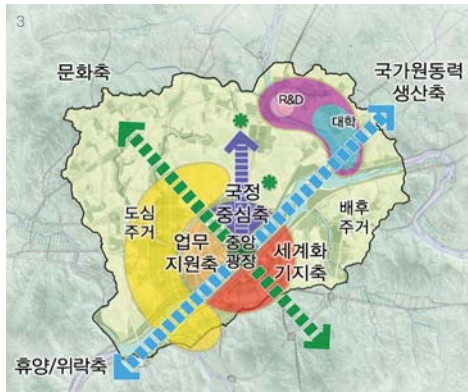 3
문화축
국가원동력
생산축
R&D
대학
국정
중심축
도심
주거
배후
주거
업무
지원축
중앙
광장
세계화
기지축
휴양/위락축